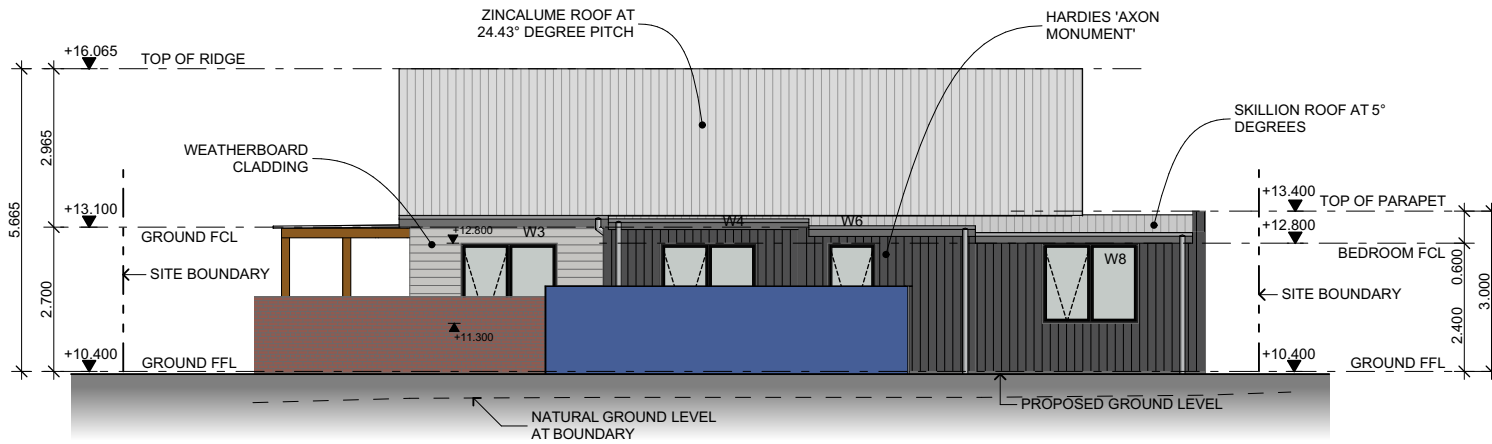 ZINCALUME ROOF AT
24.43° DEGREE PITCH
HARDIES 'AXON
MONUMENT'
+16.065
TOP OF RIDGE
SKILLION ROOF AT 5°
DEGREES
WEATHERBOARD
CLADDING
2.965
5.665
+13.100
GROUND FCL
+12.800
W3
W4
W6
W8
+13.400
TOP OF PARAPET
+12.800
BEDROOM FCL
SITE BOUNDARY
SITE BOUNDARY
2.700
0.600
3.000
2.400
+11.300
+10.400
GROUND FFL
+10.400
GROUND FFL
PROPOSED GROUND LEVEL
NATURAL GROUND LEVEL
AT BOUNDARY